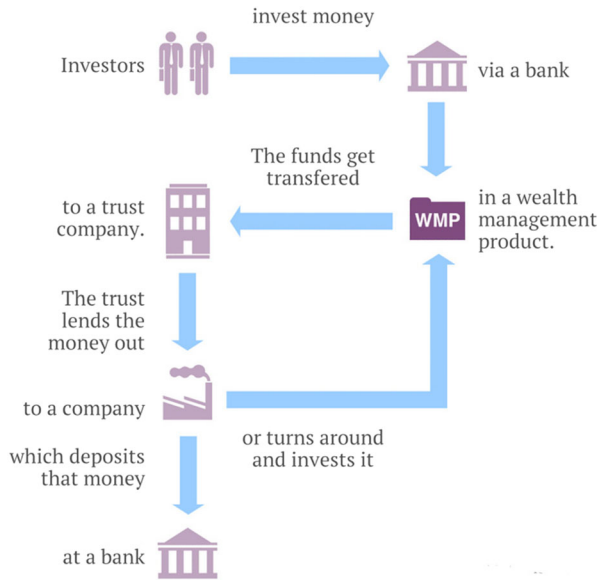 invest money
Investors
via a bank
The funds get
transfered
to a trust
company.
WMP
in a wealth
management
product.
The trust
lends the
money out
to a company
or turns around
and invests it
which deposits
that money
at a bank